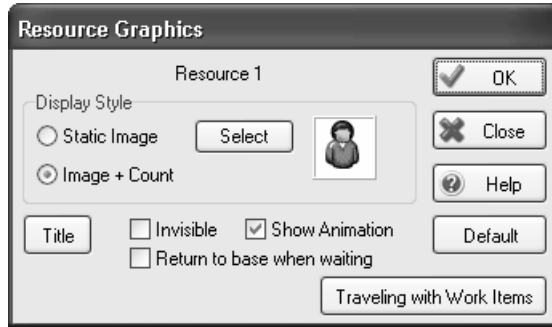 Resource Graphics
Resource 1
OK
Display Style
Static Image
Select
Close
Image + Count
Help
Title
Invisible
Show Animation
Default
Return to base when waiting
Traveling with Work Items